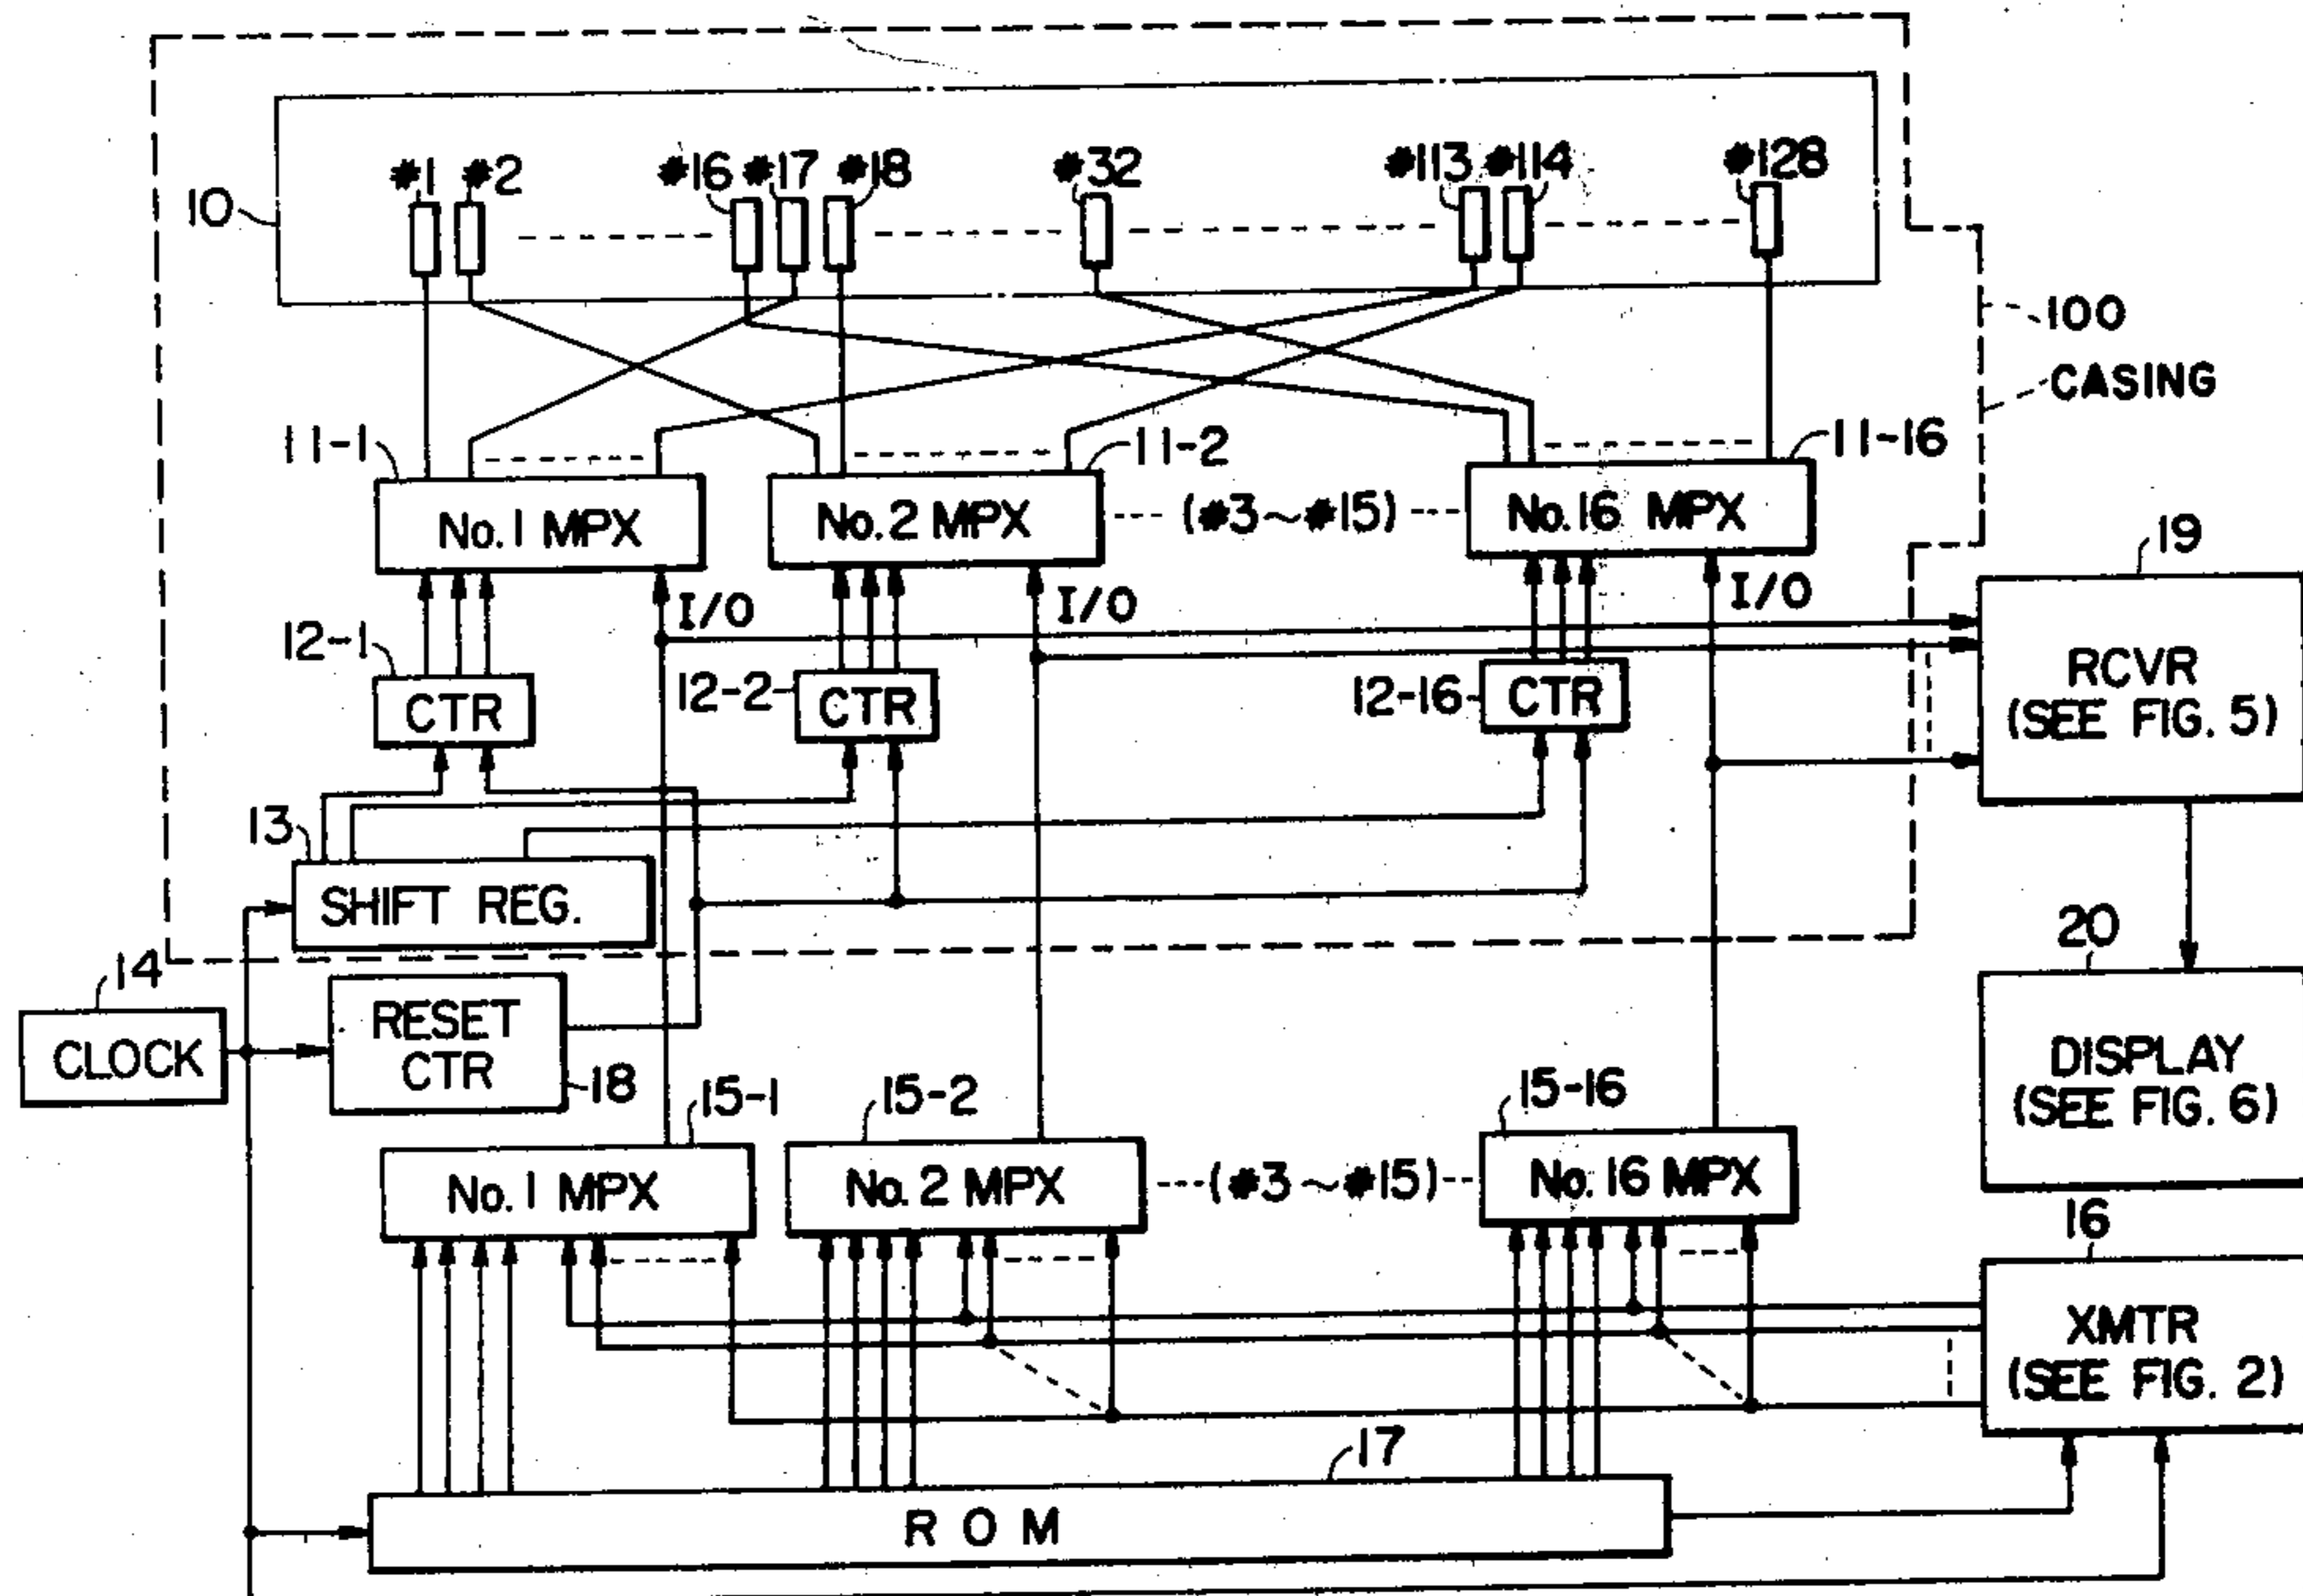 #1 #2 #16 #17 #18 #32 #113 #114 #128
10
100
CASING
11-1 11-2 11-16
No. 1 MPX No. 2 MPX --- (#3~#15) --- No. 16 MPX
19
I/O I/O I/O
12-1 12-2 12-16
CTR CTR CTR
RCVR
(SEE FIG. 5)
13
SHIFT REG.
14
CLOCK
RESET
CTR
18
20
DISPLAY
(SEE FIG. 6)
15-1 15-2 15-16
No. 1 MPX No. 2 MPX ---(#3~#15)-- No. 16 MPX
16
XMTR
(SEE FIG. 2)
17
ROM